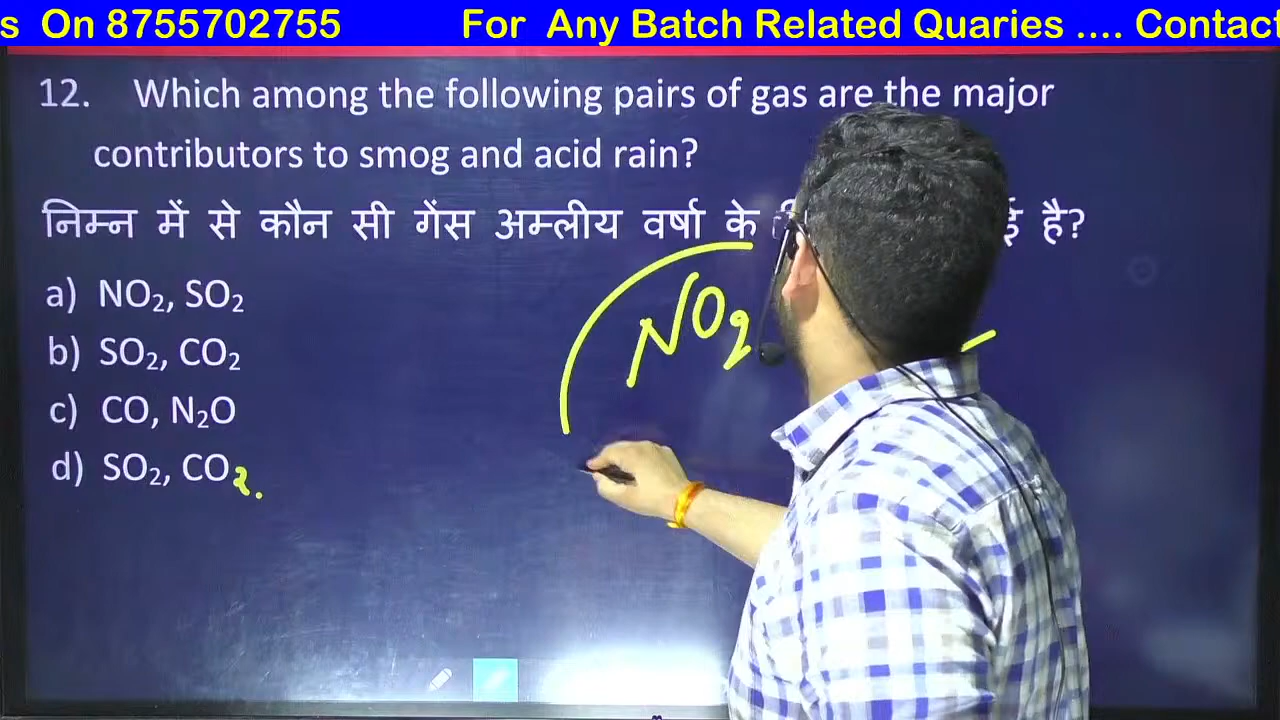 s On 8755702755 For Any Batch Related Quaries .... Contact
12. Which among the following pairs of gas are the major
contributors to smog and acid rain?
निम्न में से कौन सी गेंस अम्लीय वर्षा के है?
a) NO₂, SO₂
b) SO₂, CO₂
c) CO, N₂O
d) SO₂, CO₂.
NO₂